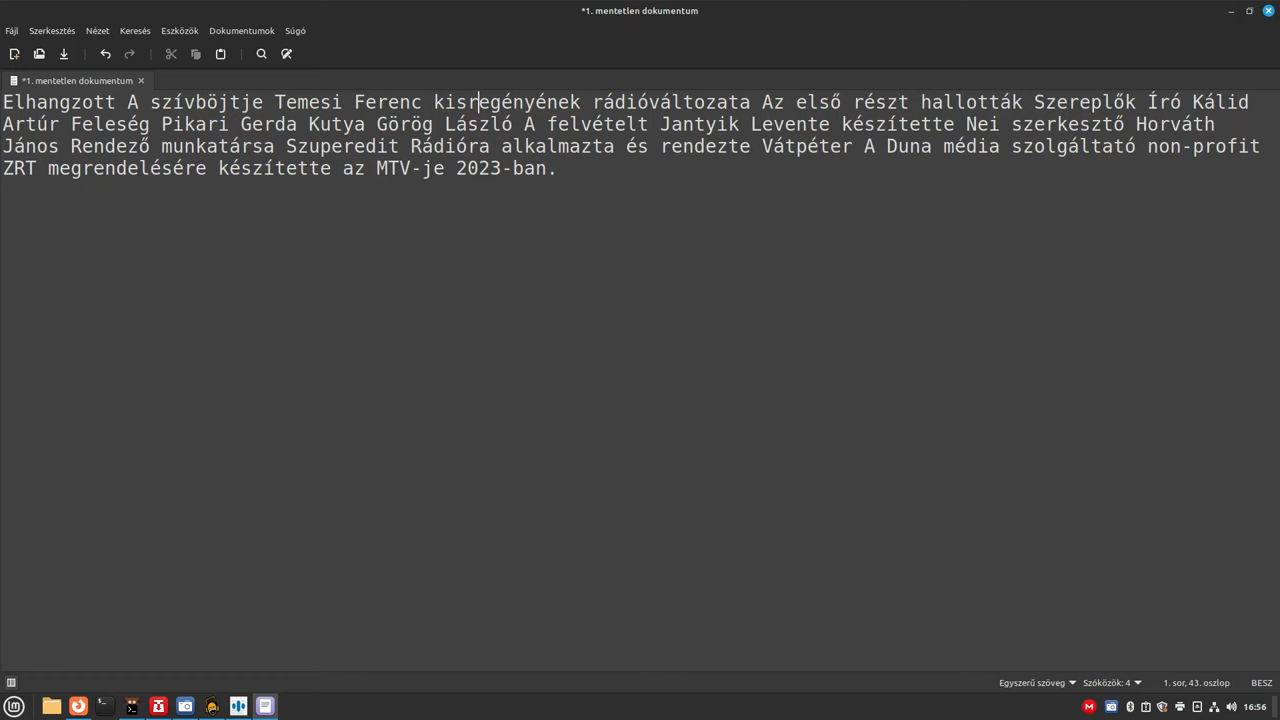 *1. mentetlen dokumentum
Fájl Szerkesztés Nézet Keresés Eszközök Dokumentumok Súgó
*1. mentetlen dokumentum
Elhangzott A szívböjtje Temesi Ferenc kisregényének rádióváltozata Az első részt hallották Szereplők Író Kálid
Artúr Feleség Pikari Gerda Kutya Görög László A felvételt Jantyik Levente készítette Nei szerkesztő Horváth
János Rendező munkatársa Szuperedit Rádióra alkalmazta és rendezte Vátpéter A Duna média szolgáltató non-profit
ZRT megrendelésére készítette az MTV-je 2023-ban.
Egyszerű szöveg Szóközök: 4 1. sor, 43. oszlop BESZ
16:56